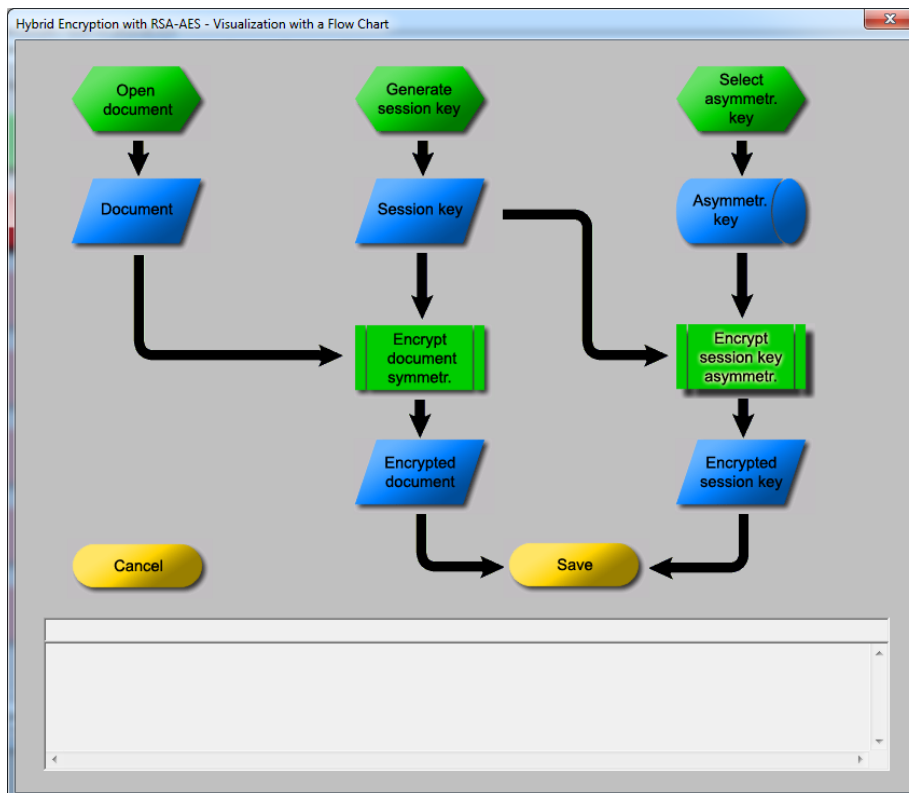 Hybrid Encryption with RSA-AES - Visualization with a Flow Chart
Open
document
Generate
session key
Select
asymmetr.
key
Document
Session key
Asymmetr.
key
Encrypt
document
symmetr.
Encrypt
session key
asymmetr.
Encrypted
document
Encrypted
session key
Cancel
Save